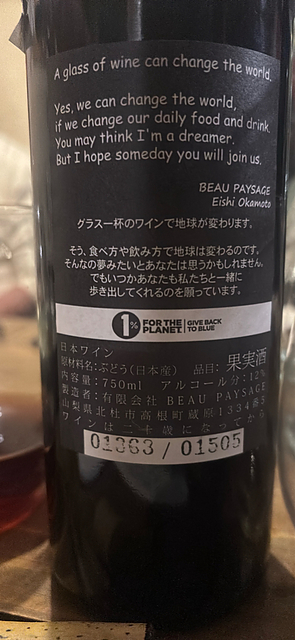 A glass of wine can change the world.
Yes, we can change the world,
if we change our daily food and drink.
You may think I'm a dreamer.
But I hope someday you will join us.
BEAU PAYSAGE
Eishi Okamoto
グラス一杯のワインで地球が変わります。
そう、食べ方や飲み方で地球は変わるのです。
そんなの夢みたいとあなたは思うかもしれません。
でもいつかあなたも私たちと一緒に
歩き出してくれるのを願っています。
1% FOR THE PLANET. GIVE BACK TO BLUE
日本ワイン
原材料名:ぶどう(日本産) 品目: 果実酒
内容量:750ml アルコール分:12%
製造者:有限会社 BEAU PAYSAGE
山梨県北杜市高根町蔵原1334番5
ワインは二十歳になってから
01363 / 01505